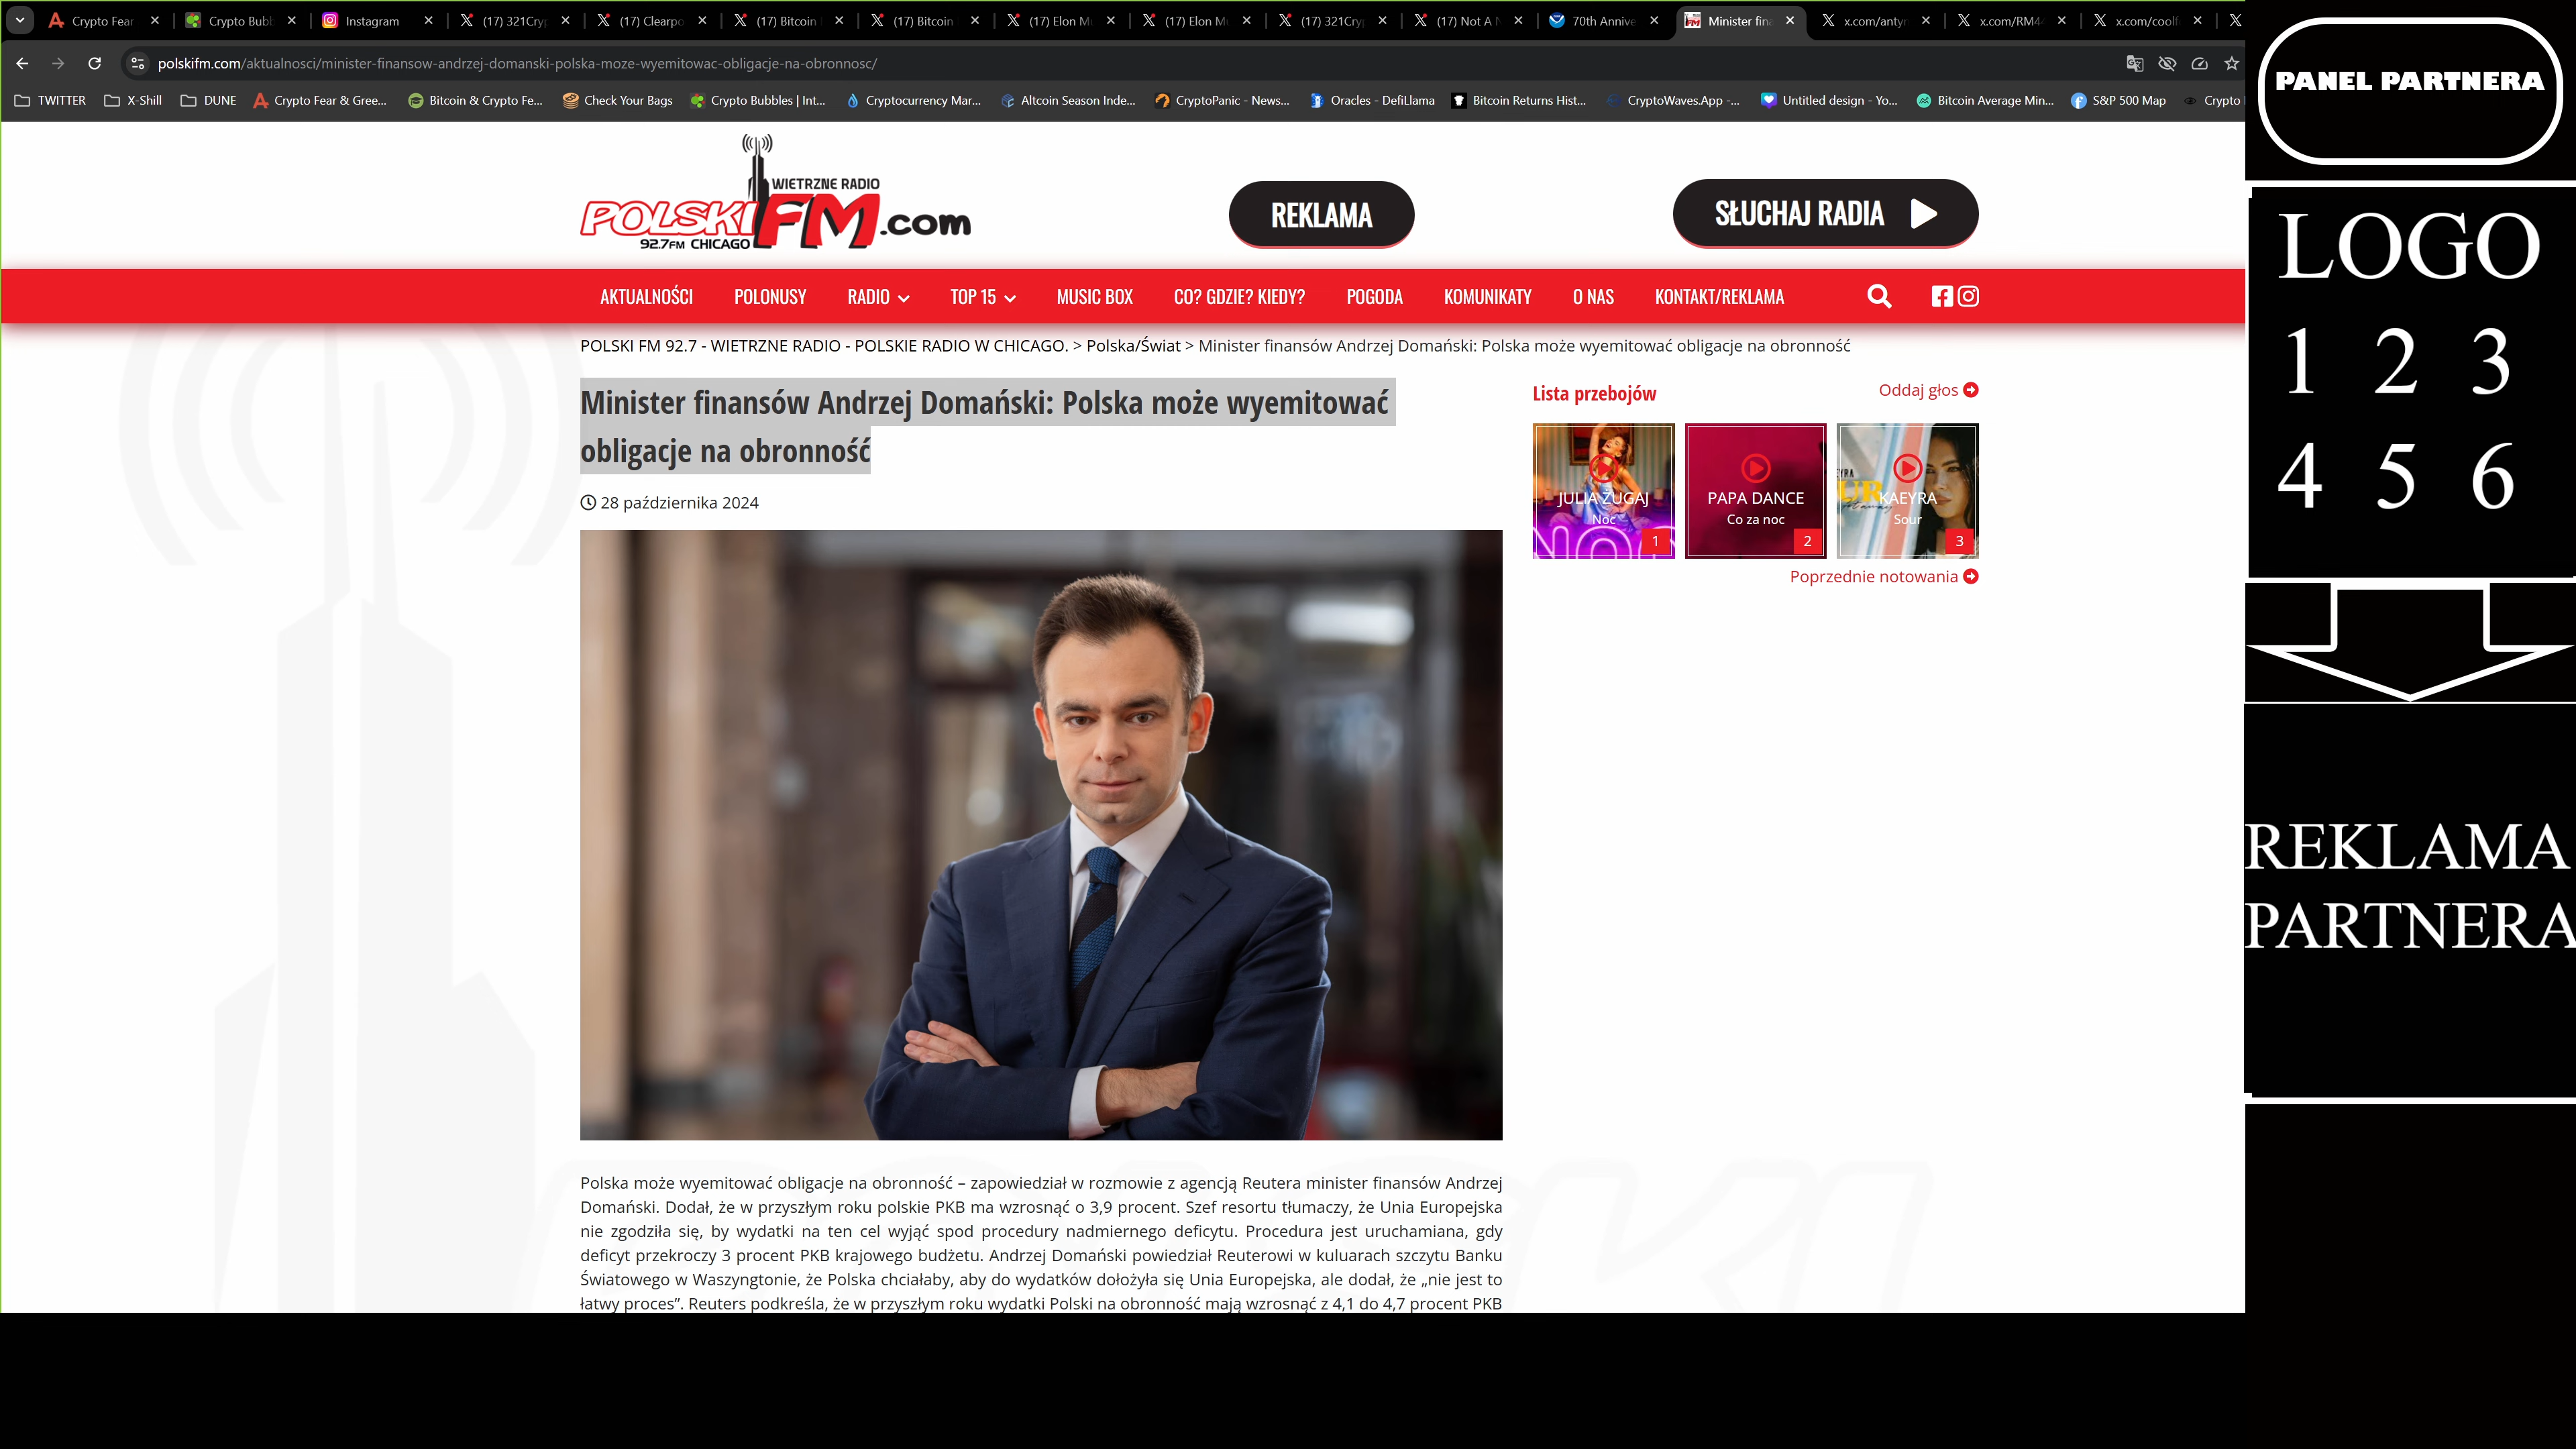 Crypto Fear
Crypto Bubb
Instagram
(17) 321Cryp
(17) Clearpo
(17) Bitcoin
(17) Bitcoin
(17) Elon Mu
(17) Elon Mu
(17) 321Cryp
(17) Not A N
70th Annive
Minister fina
x.com/antyr
x.com/RM4
x.com/coolf
polskifm.com/aktualnosci/minister-finansow-andrzej-domanski-polska-moze-wyemitowac-obligacje-na-obronnosc/
TWITTER
X-Shill
DUNE
Crypto Fear & Gree...
Bitcoin & Crypto Fe...
Check Your Bags
Crypto Bubbles | Int...
Cryptocurrency Mar...
Altcoin Season Inde...
CryptoPanic - News...
Oracles - DefiLlama
Bitcoin Returns Hist...
CryptoWaves.App -...
Untitled design - Yo...
Bitcoin Average Min...
S&P 500 Map
Crypto
WIETRZNE RADIO
POLSKI FM.com
92.7FM CHICAGO
REKLAMA
SŁUCHAJ RADIA
AKTUALNOŚCI
POLONUSY
RADIO
TOP 15
MUSIC BOX
CO? GDZIE? KIEDY?
POGODA
KOMUNIKATY
O NAS
KONTAKT/REKLAMA
POLSKI FM 92.7 - WIETRZNE RADIO - POLSKIE RADIO W CHICAGO. > Polska/Świat > Minister finansów Andrzej Domański: Polska może wyemitować obligacje na obronność
Minister finansów Andrzej Domański: Polska może wyemitować
obligacje na obronność
28 października 2024
Polska może wyemitować obligacje na obronność – zapowiedział w rozmowie z agencją Reutera minister finansów Andrzej
Domański. Dodał, że w przyszłym roku polskie PKB ma wzrosnąć o 3,9 procent. Szef resortu tłumaczy, że Unia Europejska
nie zgodziła się, by wydatki na ten cel wyjąć spod procedury nadmiernego deficytu. Procedura jest uruchamiana, gdy
deficyt przekroczy 3 procent PKB krajowego budżetu. Andrzej Domański powiedział Reuterowi w kuluarach szczytu Banku
Światowego w Waszyngtonie, że Polska chciałaby, aby do wydatków dołożyła się Unia Europejska, ale dodał, że „nie jest to
łatwy proces”. Reuters podkreśla, że w przyszłym roku wydatki Polski na obronność mają wzrosnąć z 4,1 do 4,7 procent PKB
Lista przebojów
Oddaj głos
JULIA ŻUGAJ
Noc
1
PAPA DANCE
Co za noc
2
KAEYRA
Sour
3
Poprzednie notowania
PANEL PARTNERA
LOGO
1 2 3
4 5 6
REKLAMA
PARTNERA